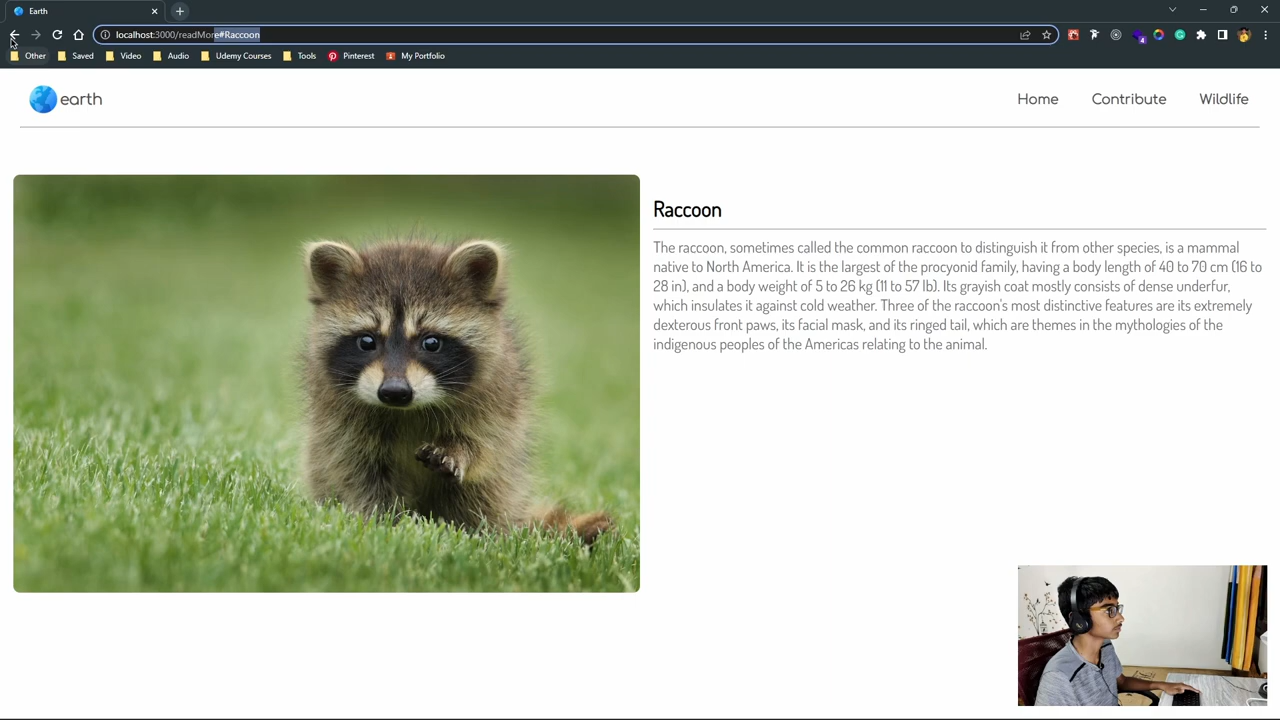 Earth
localhost:3000/readMore#Raccoon
Other Saved Video Audio Udemy Courses Tools Pinterest My Portfolio
earth Home Contribute Wildlife
Raccoon
The raccoon, sometimes called the common raccoon to distinguish it from other species, is a mammal
native to North America. It is the largest of the procyonid family, having a body length of 40 to 70 cm (16 to
28 in), and a body weight of 5 to 26 kg (11 to 57 lb). Its grayish coat mostly consists of dense underfur,
which insulates it against cold weather. Three of the raccoon's most distinctive features are its extremely
dexterous front paws, its facial mask, and its ringed tail, which are themes in the mythologies of the
indigenous peoples of the Americas relating to the animal.